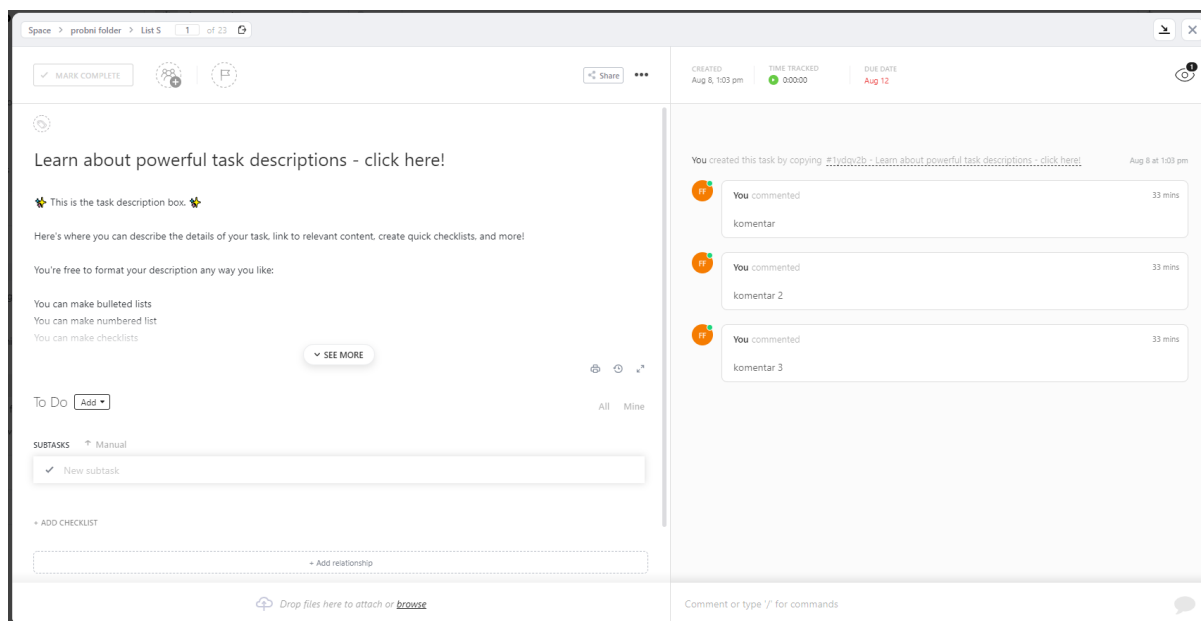 Space > probni folder > List S 1 of 23
MARK COMPLETE
Share
CREATED
Aug 8, 1:03 pm
TIME TRACKED
0:00:00
DUE DATE
Aug 12
1
Learn about powerful task descriptions - click here!
This is the task description box.
Here's where you can describe the details of your task, link to relevant content, create quick checklists, and more!
You're free to format your description any way you like:
You can make bulleted lists
You can make numbered list
You can make checklists
SEE MORE
To Do Add
All Mine
SUBTASKS Manual
New subtask
+ ADD CHECKLIST
+ Add relationship
Drop files here to attach or browse
You created this task by copying #1ydqv2b - Learn about powerful task descriptions - click here! Aug 8 at 1:03 pm
FF
You commented 33 mins
komentar
FF
You commented 33 mins
komentar 2
FF
You commented 33 mins
komentar 3
Comment or type '/' for commands